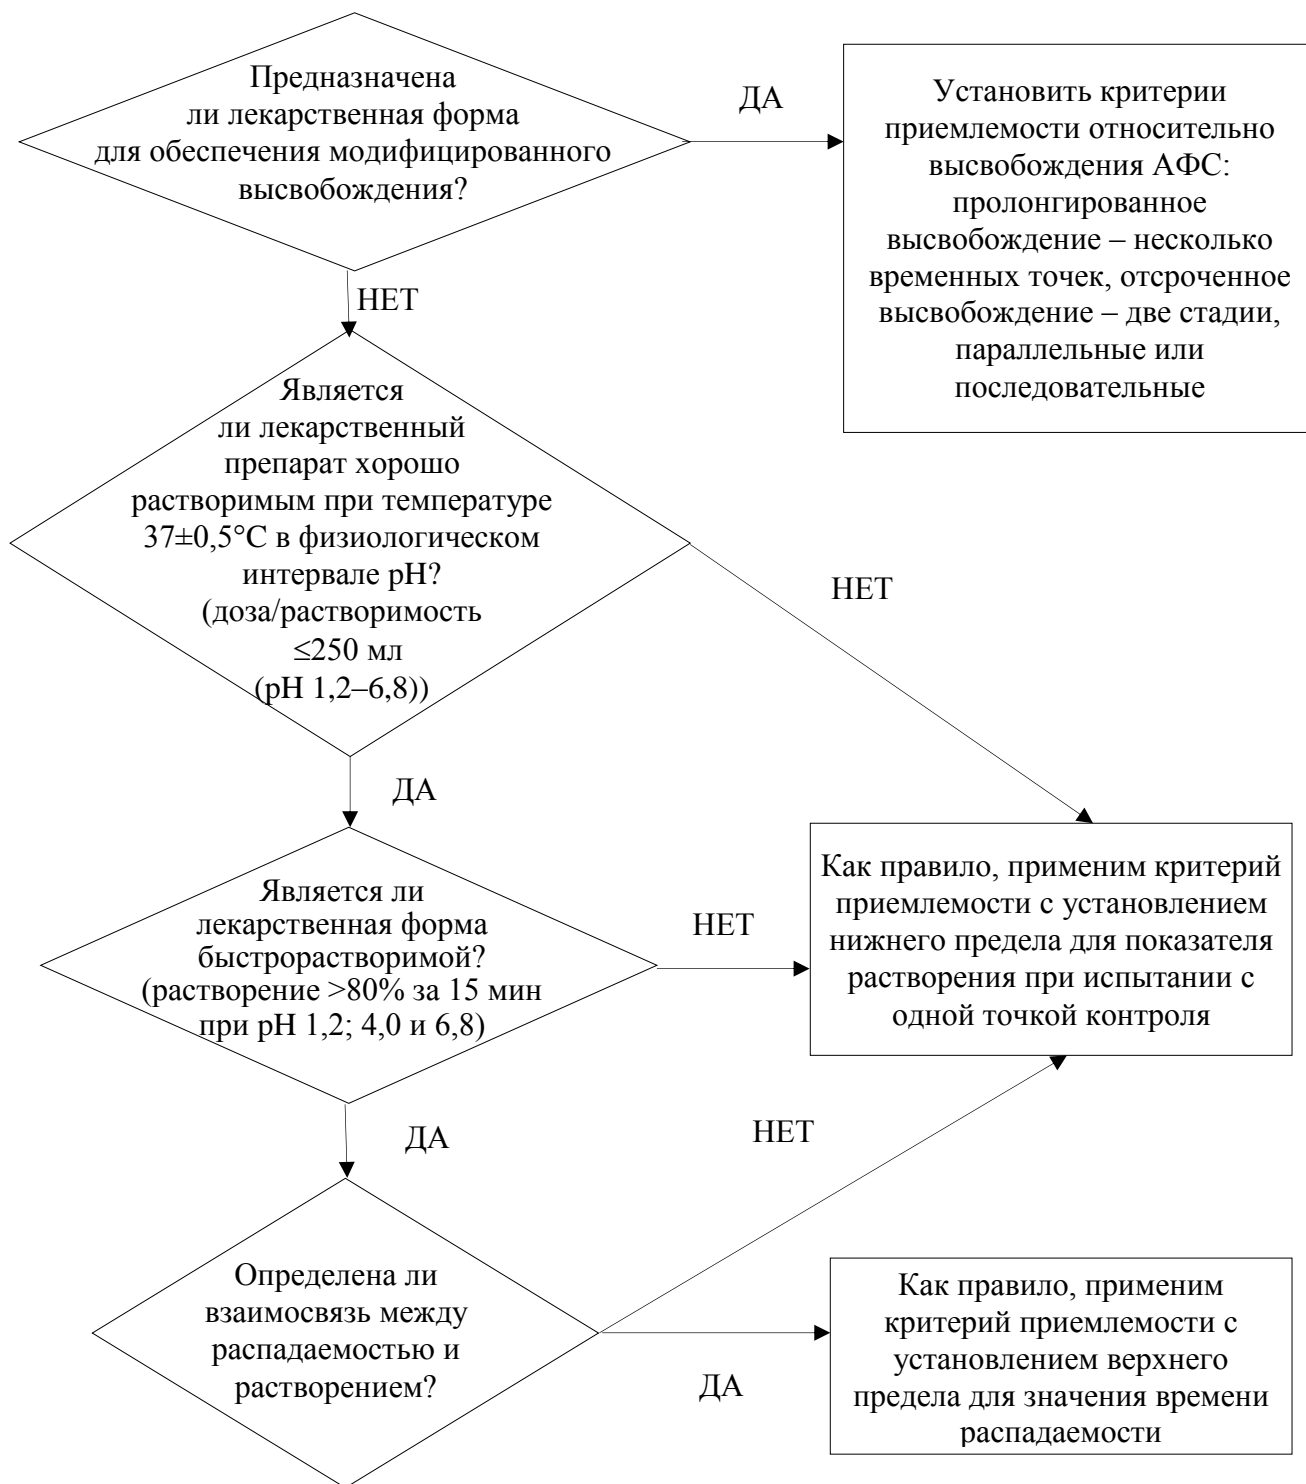 Предназначена
ли лекарственная форма
для обеспечения модифицированного
высвобождения?
ДА
Установить критерии
приемлемости относительно
высвобождения АФС:
пролонгированное
высвобождение – несколько
временных точек, отсроченное
высвобождение – две стадии,
параллельные или
последовательные
НЕТ
Является
ли лекарственный
препарат хорошо
растворимым при температуре
37±0,5°C в физиологическом
интервале pH?
(доза/растворимость
≤250 мл
(pH 1,2–6,8))
НЕТ
ДА
Является ли
лекарственная форма
быстрорастворимой?
(растворение >80% за 15 мин
при pH 1,2; 4,0 и 6,8)
НЕТ
Как правило, применим критерий
приемлемости с установлением
нижнего предела для показателя
растворения при испытании с
одной точкой контроля
ДА
НЕТ
Определена ли
взаимосвязь между
распадаемостью и
растворением?
ДА
Как правило, применим
критерий приемлемости с
установлением верхнего
предела для значения времени
распадаемости